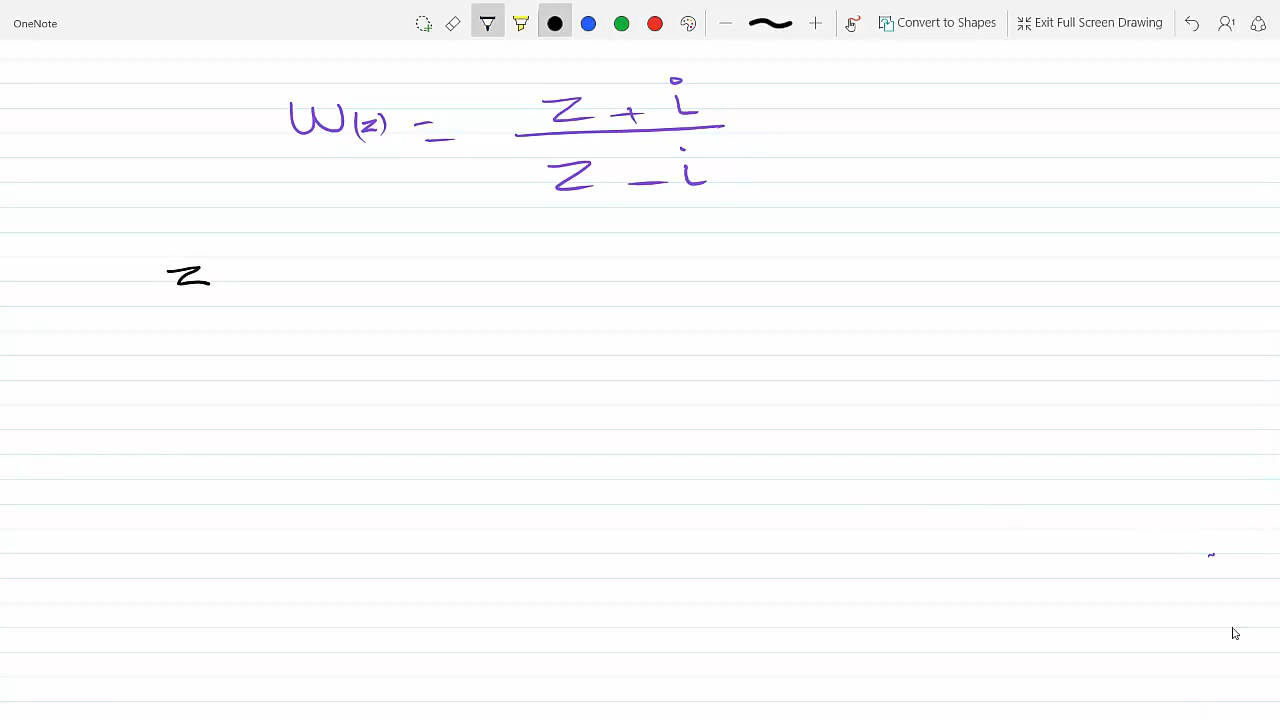 OneNote
Convert to Shapes
Exit Full Screen Drawing
W(z) = z + i / z - i
z